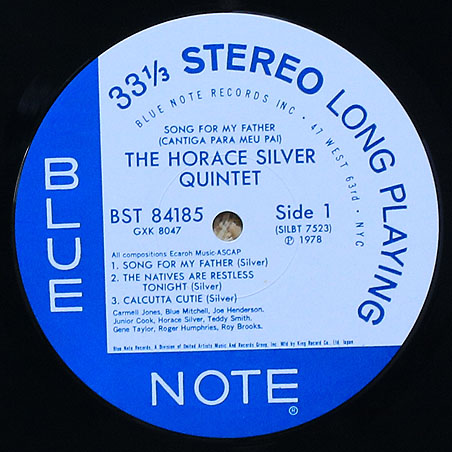 33 1/3 STEREO LONG PLAYING
BLUE NOTE RECORDS INC • 47 WEST 63rd • NYC
SONG FOR MY FATHER
(CANTIGA PARA MEU PAI)
THE HORACE SILVER
QUINTET
BST 84185
GXK 8047
Side 1
(SILBT 7523)
℗ 1978
All compositions Ecaroh Music-ASCAP
1. SONG FOR MY FATHER (Silver)
2. THE NATIVES ARE RESTLESS
TONIGHT (Silver)
3. CALCUTTA CUTIE (Silver)
Carmell Jones, Blue Mitchell, Joe Henderson.
Junior Cook, Horace Silver, Teddy Smith.
Gene Taylor, Roger Humphries, Roy Brooks.
Blue Note Records, A Division of United Artists Music And Records Group, Inc. Mfd by King Record Co., Ltd. Japan
BLUE
NOTE
®